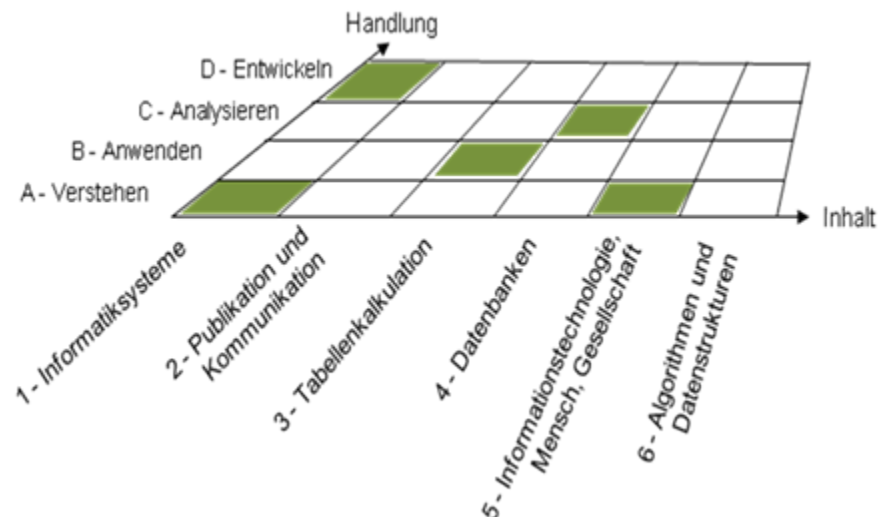 Handlung
D - Entwickeln
C - Analysieren
B - Anwenden
A - Verstehen
Inhalt
1 - Informatiksysteme
2 - Publikation und
Kommunikation
3 - Tabellenkalkulation
4 - Datenbanken
5 - Informationstechnologie,
Mensch, Gesellschaft
6 - Algorithmen und
Datenstrukturen